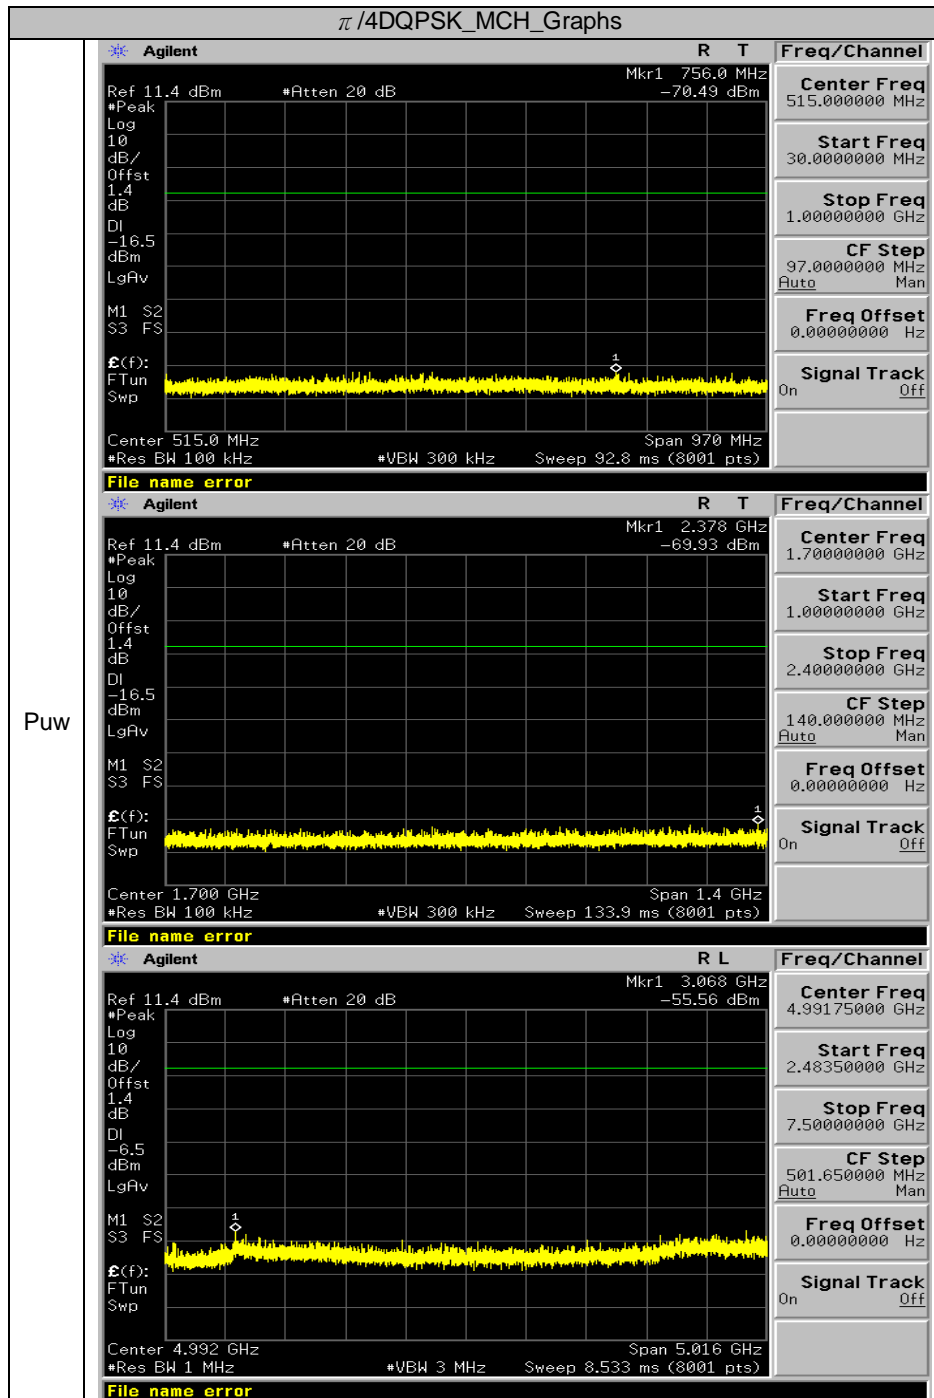 π/4DQPSK_MCH_Graphs
Puw
Agilent R T Freq/Channel
Mkr1 756.0 MHz
Ref 11.4 dBm #Atten 20 dB -70.49 dBm
#Peak
Log
10
dB/
Offst
1.4
dB
DI
-16.5
dBm
LgAv
M1 S2
S3 FS
£(f):
FTun
Swp
1
Center 515.0 MHz Span 970 MHz
#Res BW 100 kHz #VBW 300 kHz Sweep 92.8 ms (8001 pts)
File name error
Center Freq
515.000000 MHz
Start Freq
30.0000000 MHz
Stop Freq
1.00000000 GHz
CF Step
97.0000000 MHz
Auto Man
Freq Offset
0.00000000 Hz
Signal Track
On Off
Agilent R T Freq/Channel
Mkr1 2.378 GHz
Ref 11.4 dBm #Atten 20 dB -69.93 dBm
#Peak
Log
10
dB/
Offst
1.4
dB
DI
-16.5
dBm
LgAv
M1 S2
S3 FS
£(f):
FTun
Swp
1
Center 1.700 GHz Span 1.4 GHz
#Res BW 100 kHz #VBW 300 kHz Sweep 133.9 ms (8001 pts)
File name error
Center Freq
1.70000000 GHz
Start Freq
1.00000000 GHz
Stop Freq
2.40000000 GHz
CF Step
140.000000 MHz
Auto Man
Freq Offset
0.00000000 Hz
Signal Track
On Off
Agilent R L Freq/Channel
Mkr1 3.068 GHz
Ref 11.4 dBm #Atten 20 dB -55.56 dBm
#Peak
Log
10
dB/
Offst
1.4
dB
DI
-6.5
dBm
LgAv
M1 S2
S3 FS
£(f):
FTun
Swp
1
Center 4.992 GHz Span 5.016 GHz
#Res BW 1 MHz #VBW 3 MHz Sweep 8.533 ms (8001 pts)
File name error
Center Freq
4.99175000 GHz
Start Freq
2.48350000 GHz
Stop Freq
7.50000000 GHz
CF Step
501.650000 MHz
Auto Man
Freq Offset
0.00000000 Hz
Signal Track
On Off